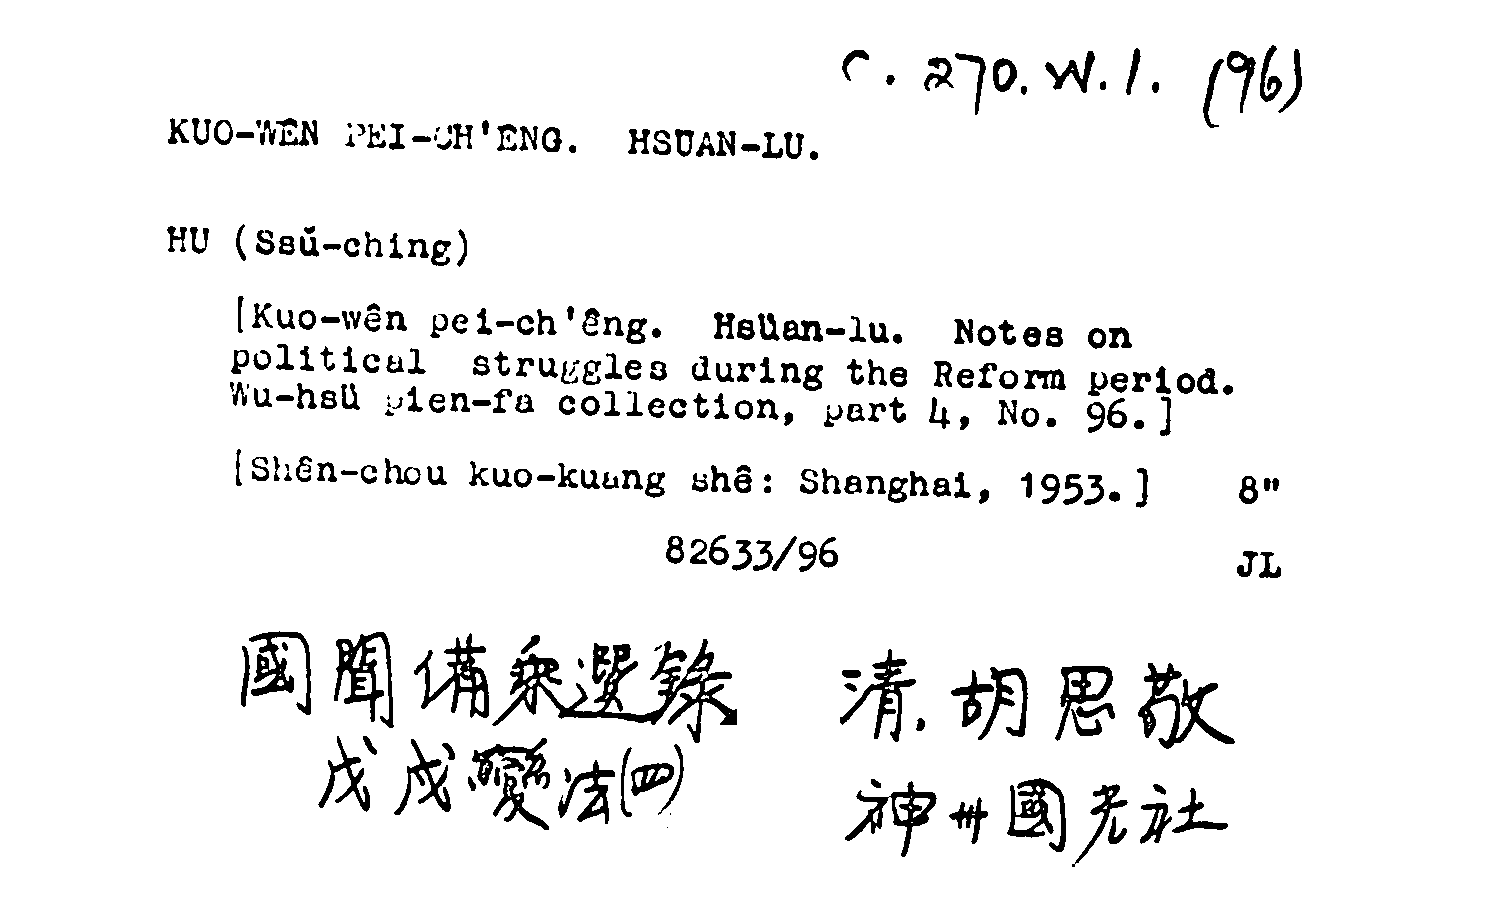 C. 270. W. 1. (96)
KUO-WÊN PEI-CH'ENG. HSÜAN-LU.
HU (Ssŭ-ching)
[Kuo-wên pei-ch'êng. Hsüan-lu. Notes on
political struggles during the Reform period.
Wu-hsü pien-fa collection, part 4, No. 96.]
[Shên-chou kuo-kuang shê: Shanghai, 1953.] 8"
82633/96 JL
國聞備乘選錄 清.胡思敬
戊戌變法(四) 神州國光社